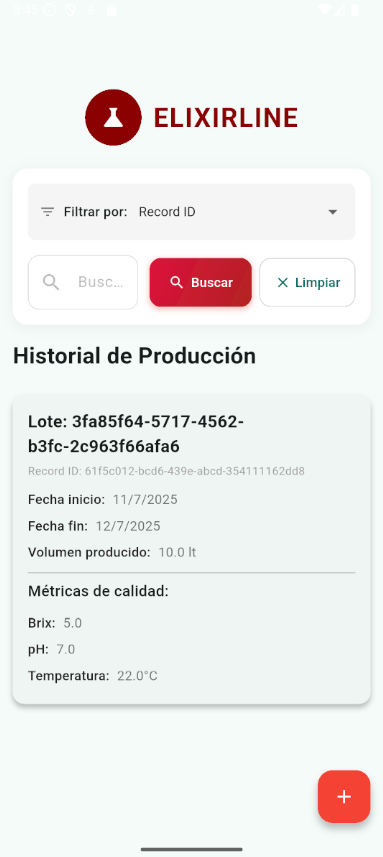 ELIXIRLINE
Filtrar por: Record ID
Busc...
Buscar
Limpiar
Historial de Producción
Lote: 3fa85f64-5717-4562-
b3fc-2c963f66afa6
Record ID: 61f5c012-bcd6-439e-abcd-354111162dd8
Fecha inicio: 11/7/2025
Fecha fin: 12/7/2025
Volumen producido: 10.0 lt
Métricas de calidad:
Brix: 5.0
pH: 7.0
Temperatura: 22.0°C